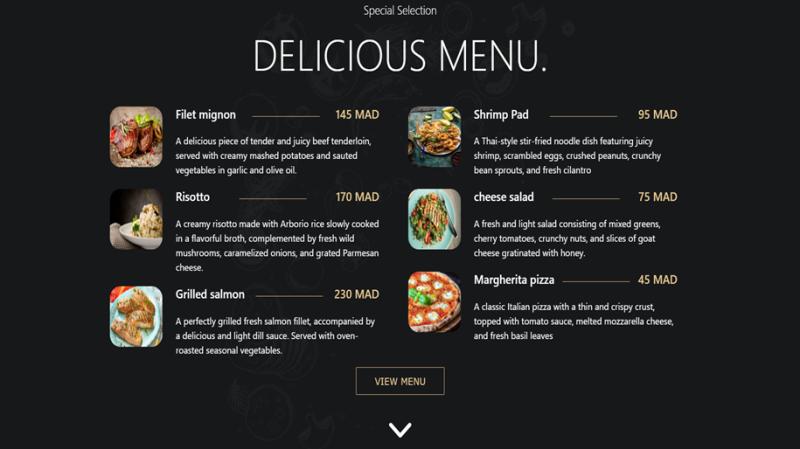 Special Selection
DELICIOUS MENU.
Filet mignon 145 MAD
A delicious piece of tender and juicy beef tenderloin,
served with creamy mashed potatoes and sauted
vegetables in garlic and olive oil.
Risotto 170 MAD
A creamy risotto made with Arborio rice slowly cooked
in a flavorful broth, complemented by fresh wild
mushrooms, caramelized onions, and grated Parmesan
cheese.
Grilled salmon 230 MAD
A perfectly grilled fresh salmon fillet, accompanied by
a delicious and light dill sauce. Served with oven-
roasted seasonal vegetables.
Shrimp Pad 95 MAD
A Thai-style stir-fried noodle dish featuring juicy
shrimp, scrambled eggs, crushed peanuts, crunchy
bean sprouts, and fresh cilantro
cheese salad 75 MAD
A fresh and light salad consisting of mixed greens,
cherry tomatoes, crunchy nuts, and slices of goat
cheese gratinated with honey.
Margherita pizza 45 MAD
A classic Italian pizza with a thin and crispy crust,
topped with tomato sauce, melted mozzarella cheese,
and fresh basil leaves
VIEW MENU